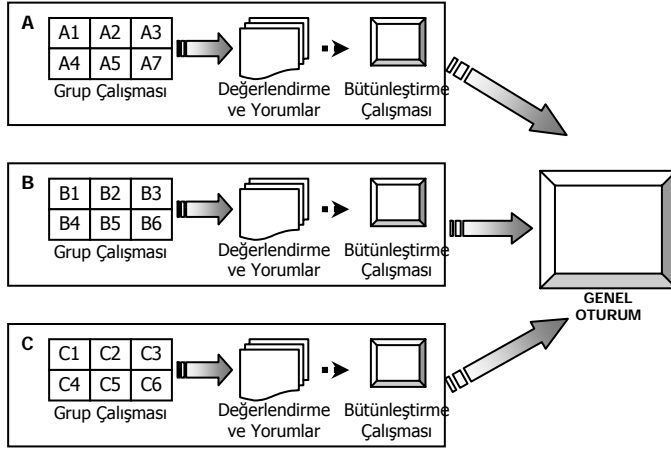 A
A1 A2 A3
A4 A5 A7
Grup Çalışması
Değerlendirme
ve Yorumlar
Bütünleştirme
Çalışması
B
B1 B2 B3
B4 B5 B6
Grup Çalışması
Değerlendirme
ve Yorumlar
Bütünleştirme
Çalışması
C
C1 C2 C3
C4 C5 C6
Grup Çalışması
Değerlendirme
ve Yorumlar
Bütünleştirme
Çalışması
GENEL
OTURUM